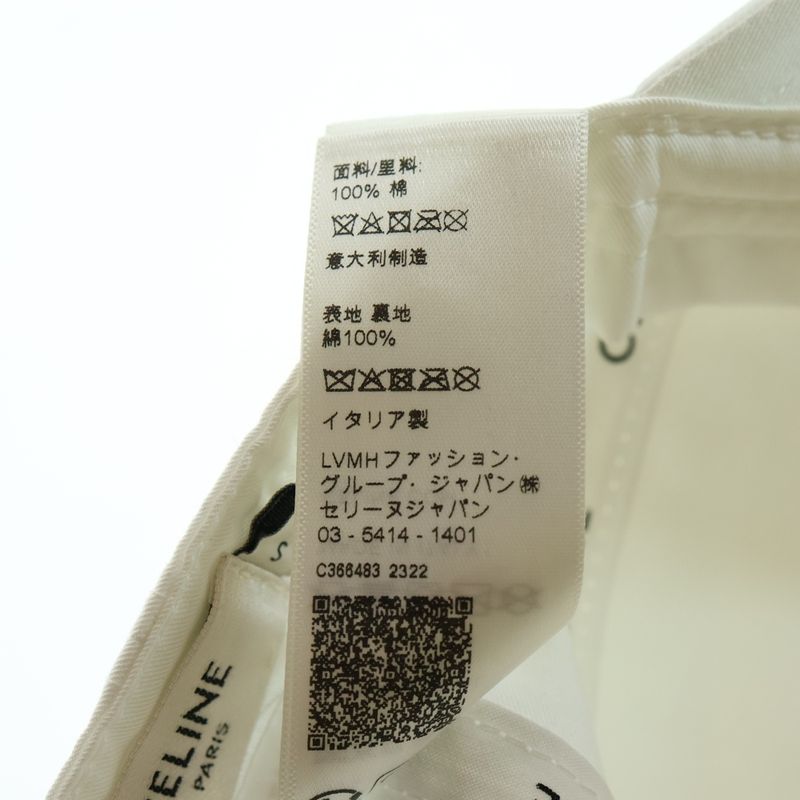 面料/里料:
100% 棉
意大利制造
表地 裏地
綿100%
イタリア製
LVMHファッション・
グループ・ジャパン㈱
セリーヌジャパン
03 - 5414 - 1401
C366483 2322
S
ELINE
PARIS